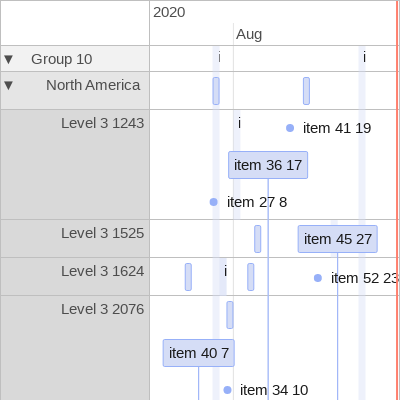 2020
Aug
▼ Group 10 i i
▼ North America
Level 3 1243 i item 41 19
item 36 17
item 27 8
Level 3 1525 item 45 27
Level 3 1624 i item 52 23
Level 3 2076
item 40 7
item 34 10